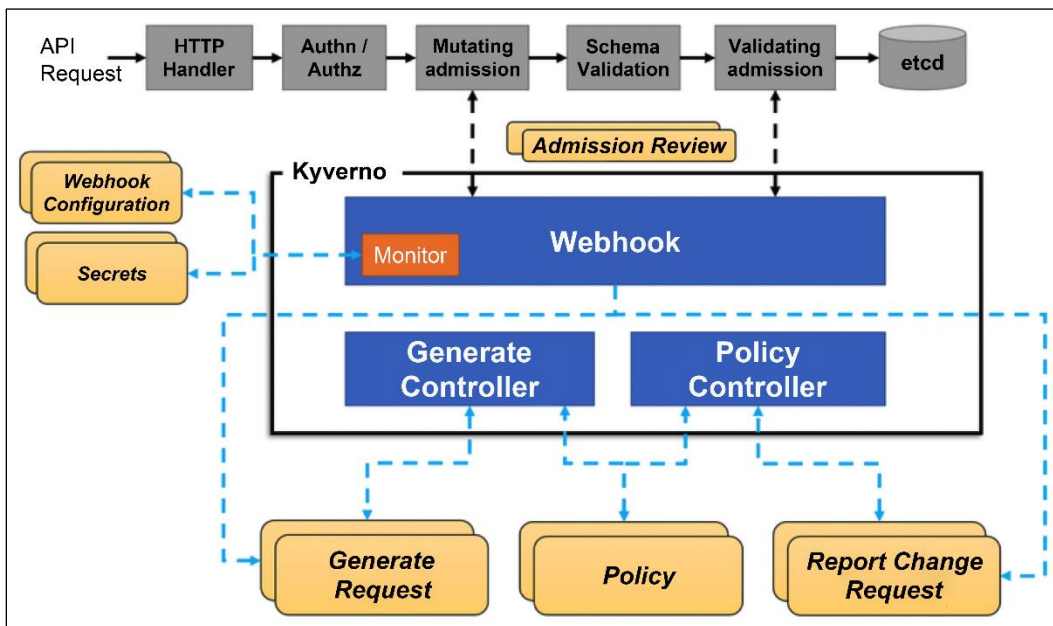 API
Request
HTTP
Handler
Authn /
Authz
Mutating
admission
Schema
Validation
Validating
admission
etcd
Admission Review
Kyverno
Webhook
Configuration
Secrets
Monitor
Webhook
Generate
Controller
Policy
Controller
Generate
Request
Policy
Report Change
Request